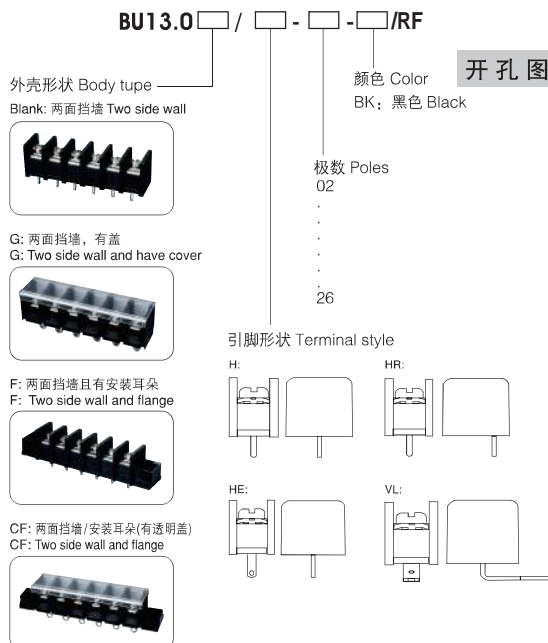 BU13.0 / - - /RF
开孔图
颜色 Color
BK：黑色 Black
外壳形状 Body tupe
Blank: 两面挡墙 Two side wall
极数 Poles
02
.
.
.
.
.
.
26
G: 两面挡墙，有盖
G: Two side wall and have cover
引脚形状 Terminal style
H:
HR:
F: 两面挡墙且有安装耳朵
F: Two side wall and flange
HE:
VL:
CF: 两面挡墙/安装耳朵(有透明盖)
CF: Two side wall and flange